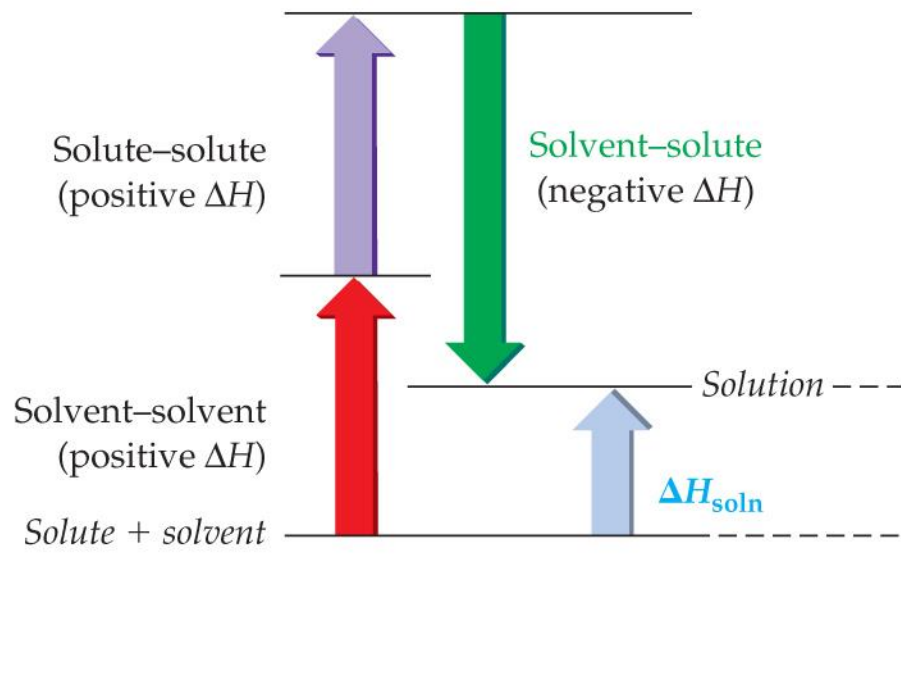 Solute–solute
(positive ΔH)
Solvent–solute
(negative ΔH)
Solution
Solvent–solvent
(positive ΔH)
ΔHsoln
Solute + solvent